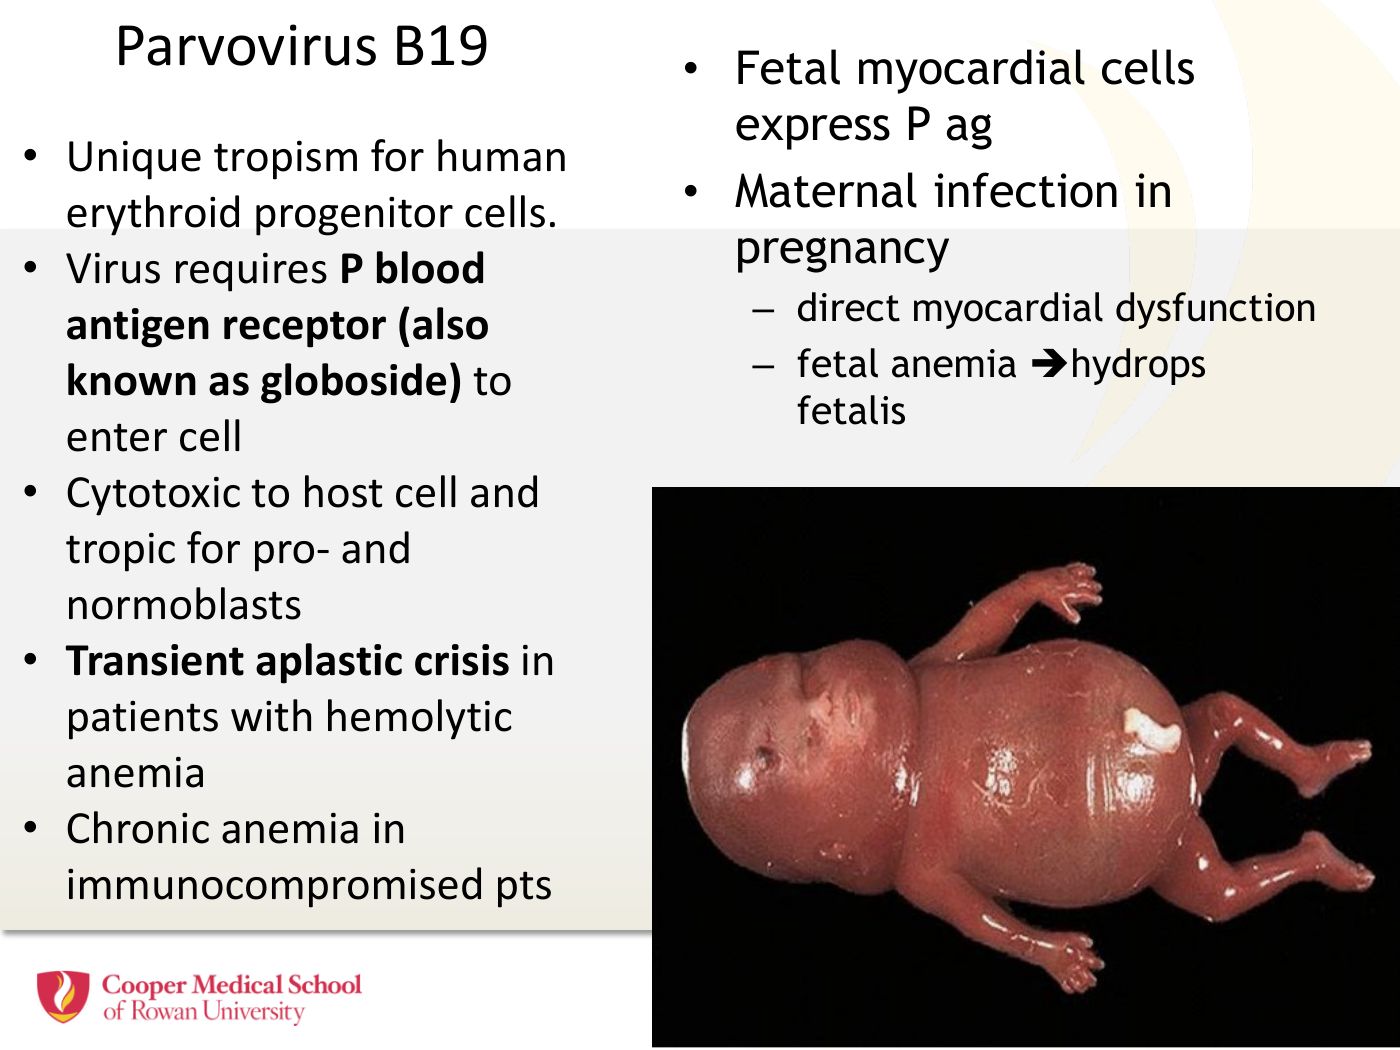 Parvovirus B19
• Unique tropism for human
erythroid progenitor cells.
• Virus requires P blood
antigen receptor (also
known as globoside) to
enter cell
• Cytotoxic to host cell and
tropic for pro- and
normoblasts
• Transient aplastic crisis in
patients with hemolytic
anemia
• Chronic anemia in
immunocompromised pts
• Fetal myocardial cells
express P ag
• Maternal infection in
pregnancy
– direct myocardial dysfunction
– fetal anemia 🡺hydrops
fetalis
Cooper Medical School
of Rowan University